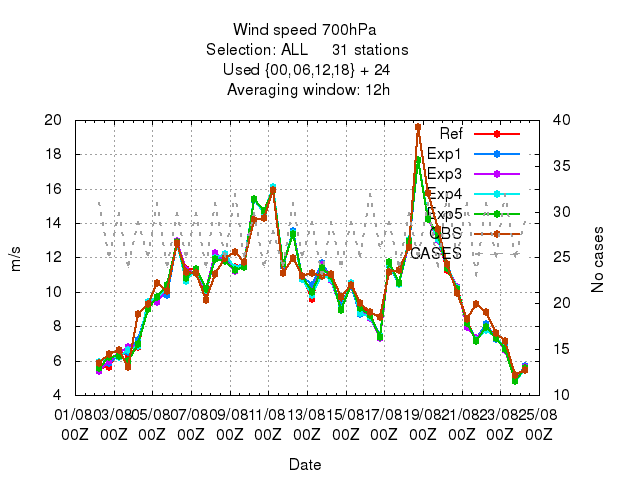 Wind speed 700hPa
Selection: ALL 31 stations
Used {00,06,12,18} + 24
Averaging window: 12h
20 40
Ref
18 35
Exp1
Exp3
16
Exp4
14 30
Exp5
OBS
12 25
CASES
m/s
No cases
10 20
8
6 15
4 10
01/08 03/08 05/08 07/08 09/08 11/08 13/08 15/08 17/08 19/08 21/08 23/08 25/08
00Z 00Z 00Z 00Z 00Z 00Z 00Z 00Z 00Z 00Z 00Z 00Z 00Z
Date